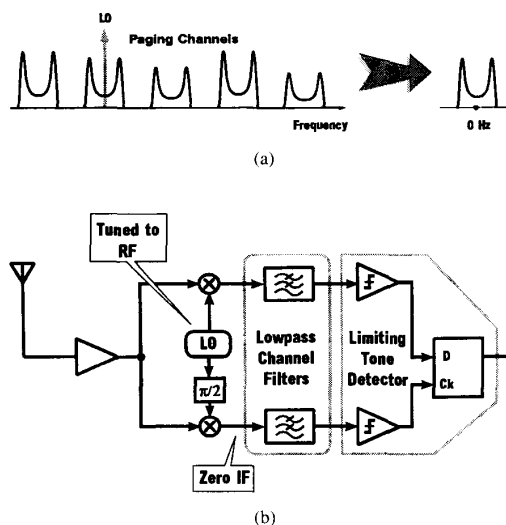 LO
Paging Channels
Frequency
0 Hz
(a)
Tuned to
RF
LO
π/2
Lowpass
Channel
Filters
Limiting
Tone
Detector
D
Ck
Zero IF
(b)